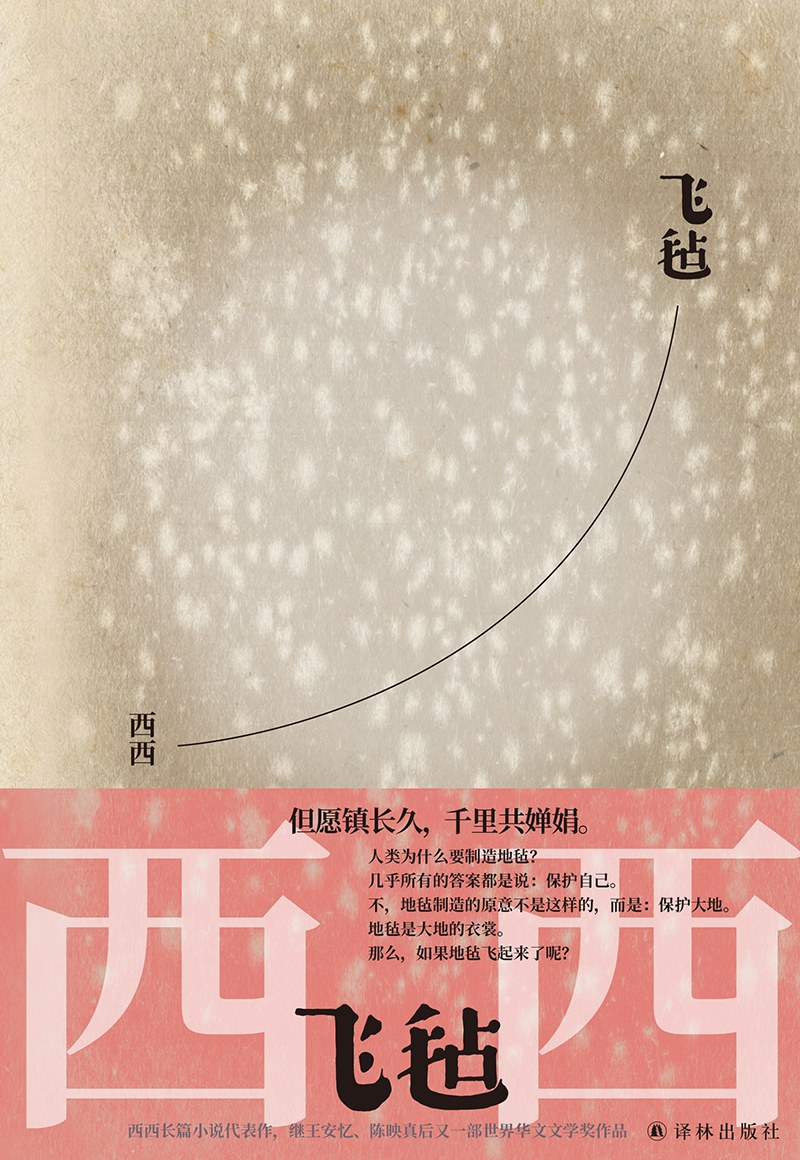 飞毡
西西
但愿镇长久，千里共婵娟。
人类为什么要制造地毡？
几乎所有的答案都是说：保护自己。
不，地毡制造的原意不是这样的，而是：保护大地。
地毡是大地的衣裳。
那么，如果地毡飞起来了呢？
西西
飞毡
西西长篇小说代表作，继王安忆、陈映真后又一部世界华文文学奖作品
译林出版社